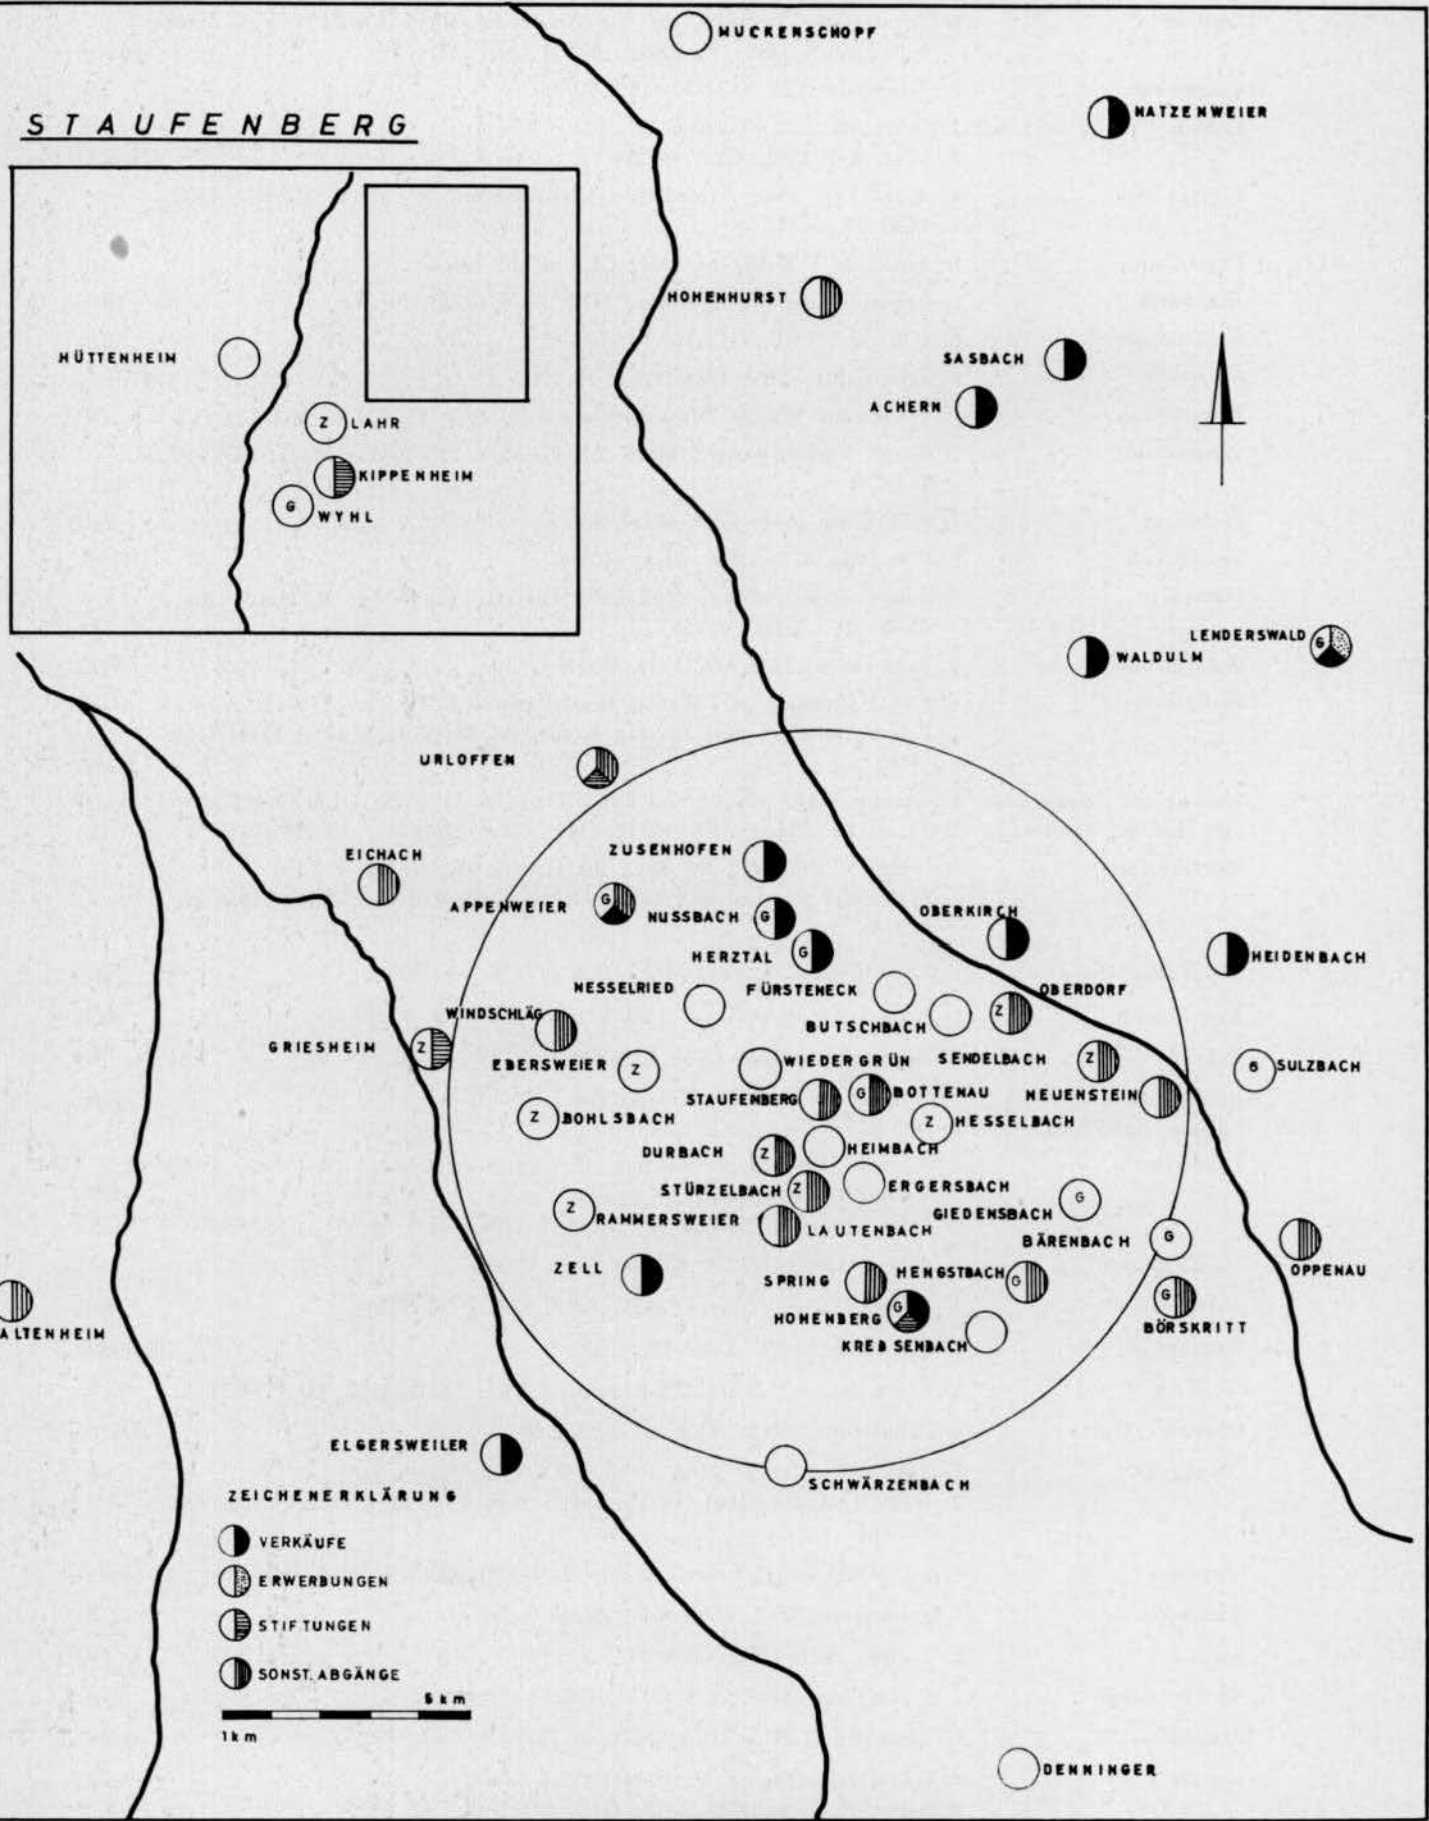 MUCKENSCHOPF
STAUFENBERG
NATZENWEIER
HOHENHURST
HÜTTENHEIM
SASBACH
ACHERN
Z LAHR
KIPPENHEIM
G
WYHL
LENDERSWALD G
WALDULM
URLOFFEN
ZUSENHOFEN
EICHACH
APPENWEIER G
NUSSBACH G
OBERKIRCH
HERZTAL G
HEIDENBACH
NESSELRIED
FÜRSTENECK
OBERDORF
Z
WINDSCHLÄG
BUTSCHBACH
GRIESHEIM Z
EBERSWEIER Z
WIEDERGRÜN
SENDELBACH Z
G SULZBACH
STAUFENBERG
G BOTTENAU
NEUENSTEIN
Z BOHLSBACH
Z HESSELBACH
DURBACH Z
HEIMBACH
STÜRZELBACH Z
ERGERSBACH
G
GIEDENSBACH
Z
RAMMERSWEIER
LAUTENBACH
BÄRENBACH G
ZELL
SPRING
HENGSTBACH G
OPPENAU
G
BÖRSKRITT
HOHENBERG G
ALTENHEIM
KREBSENBACH
ELGERSWEILER
SCHWÄRZENBACH
ZEICHENERKLÄRUNG
VERKÄUFE
ERWERBUNGEN
STIFTUNGEN
SONST. ABGÄNGE
5 km
1 km
DENNINGER